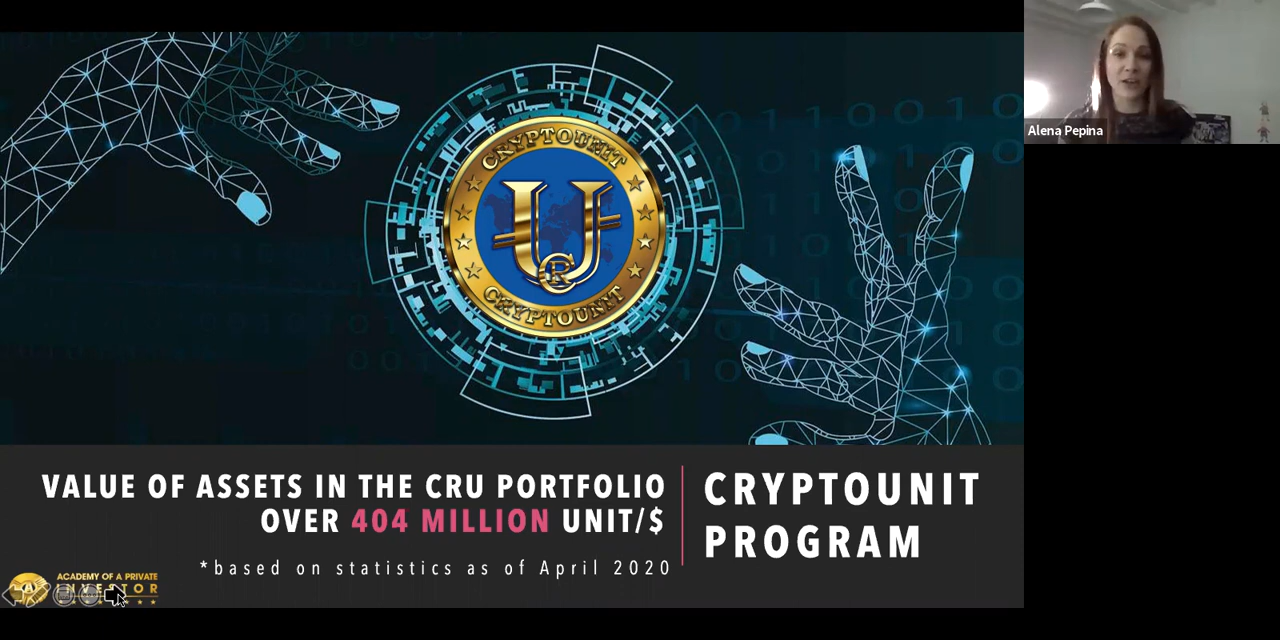 CRYPTOUNIT
CRYPTOUNIT
Alena Pepina
VALUE OF ASSETS IN THE CRU PORTFOLIO
OVER 404 MILLION UNIT/$
*based on statistics as of April 2020
CRYPTOUNIT
PROGRAM
ACADEMY OF A PRIVATE
INVESTOR